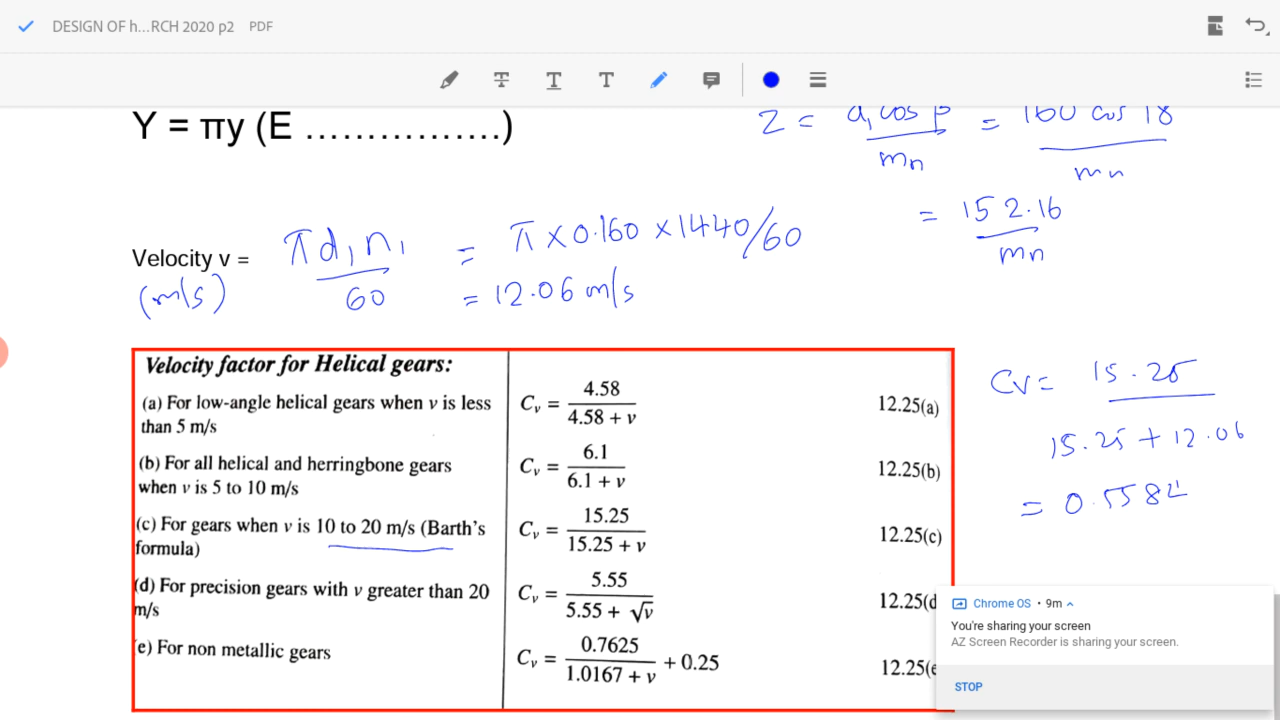 DESIGN OF h...RCH 2020 p2 PDF
Y = πy (E ................)
Z = d₁ cos β / mn = 160 cos 18 / mn
= 152.16 / mn
Velocity v = πd₁n₁ / 60 = π × 0.160 × 1440/60
(m/s) = 12.06 m/s
Velocity factor for Helical gears:
(a) For low-angle helical gears when v is less
than 5 m/s
Cᵥ = 4.58 / 4.58 + v
12.25(a)
(b) For all helical and herringbone gears
when v is 5 to 10 m/s
Cᵥ = 6.1 / 6.1 + v
12.25(b)
(c) For gears when v is 10 to 20 m/s (Barth's
formula)
Cᵥ = 15.25 / 15.25 + v
12.25(c)
(d) For precision gears with v greater than 20
m/s
Cᵥ = 5.55 / 5.55 + √v
12.25(d
e) For non metallic gears
Cᵥ = 0.7625 / 1.0167 + v + 0.25
12.25(e
Cv = 15.25 / 15.25 + 12.06
= 0.5584
Chrome OS • 9m
You're sharing your screen
AZ Screen Recorder is sharing your screen.
STOP